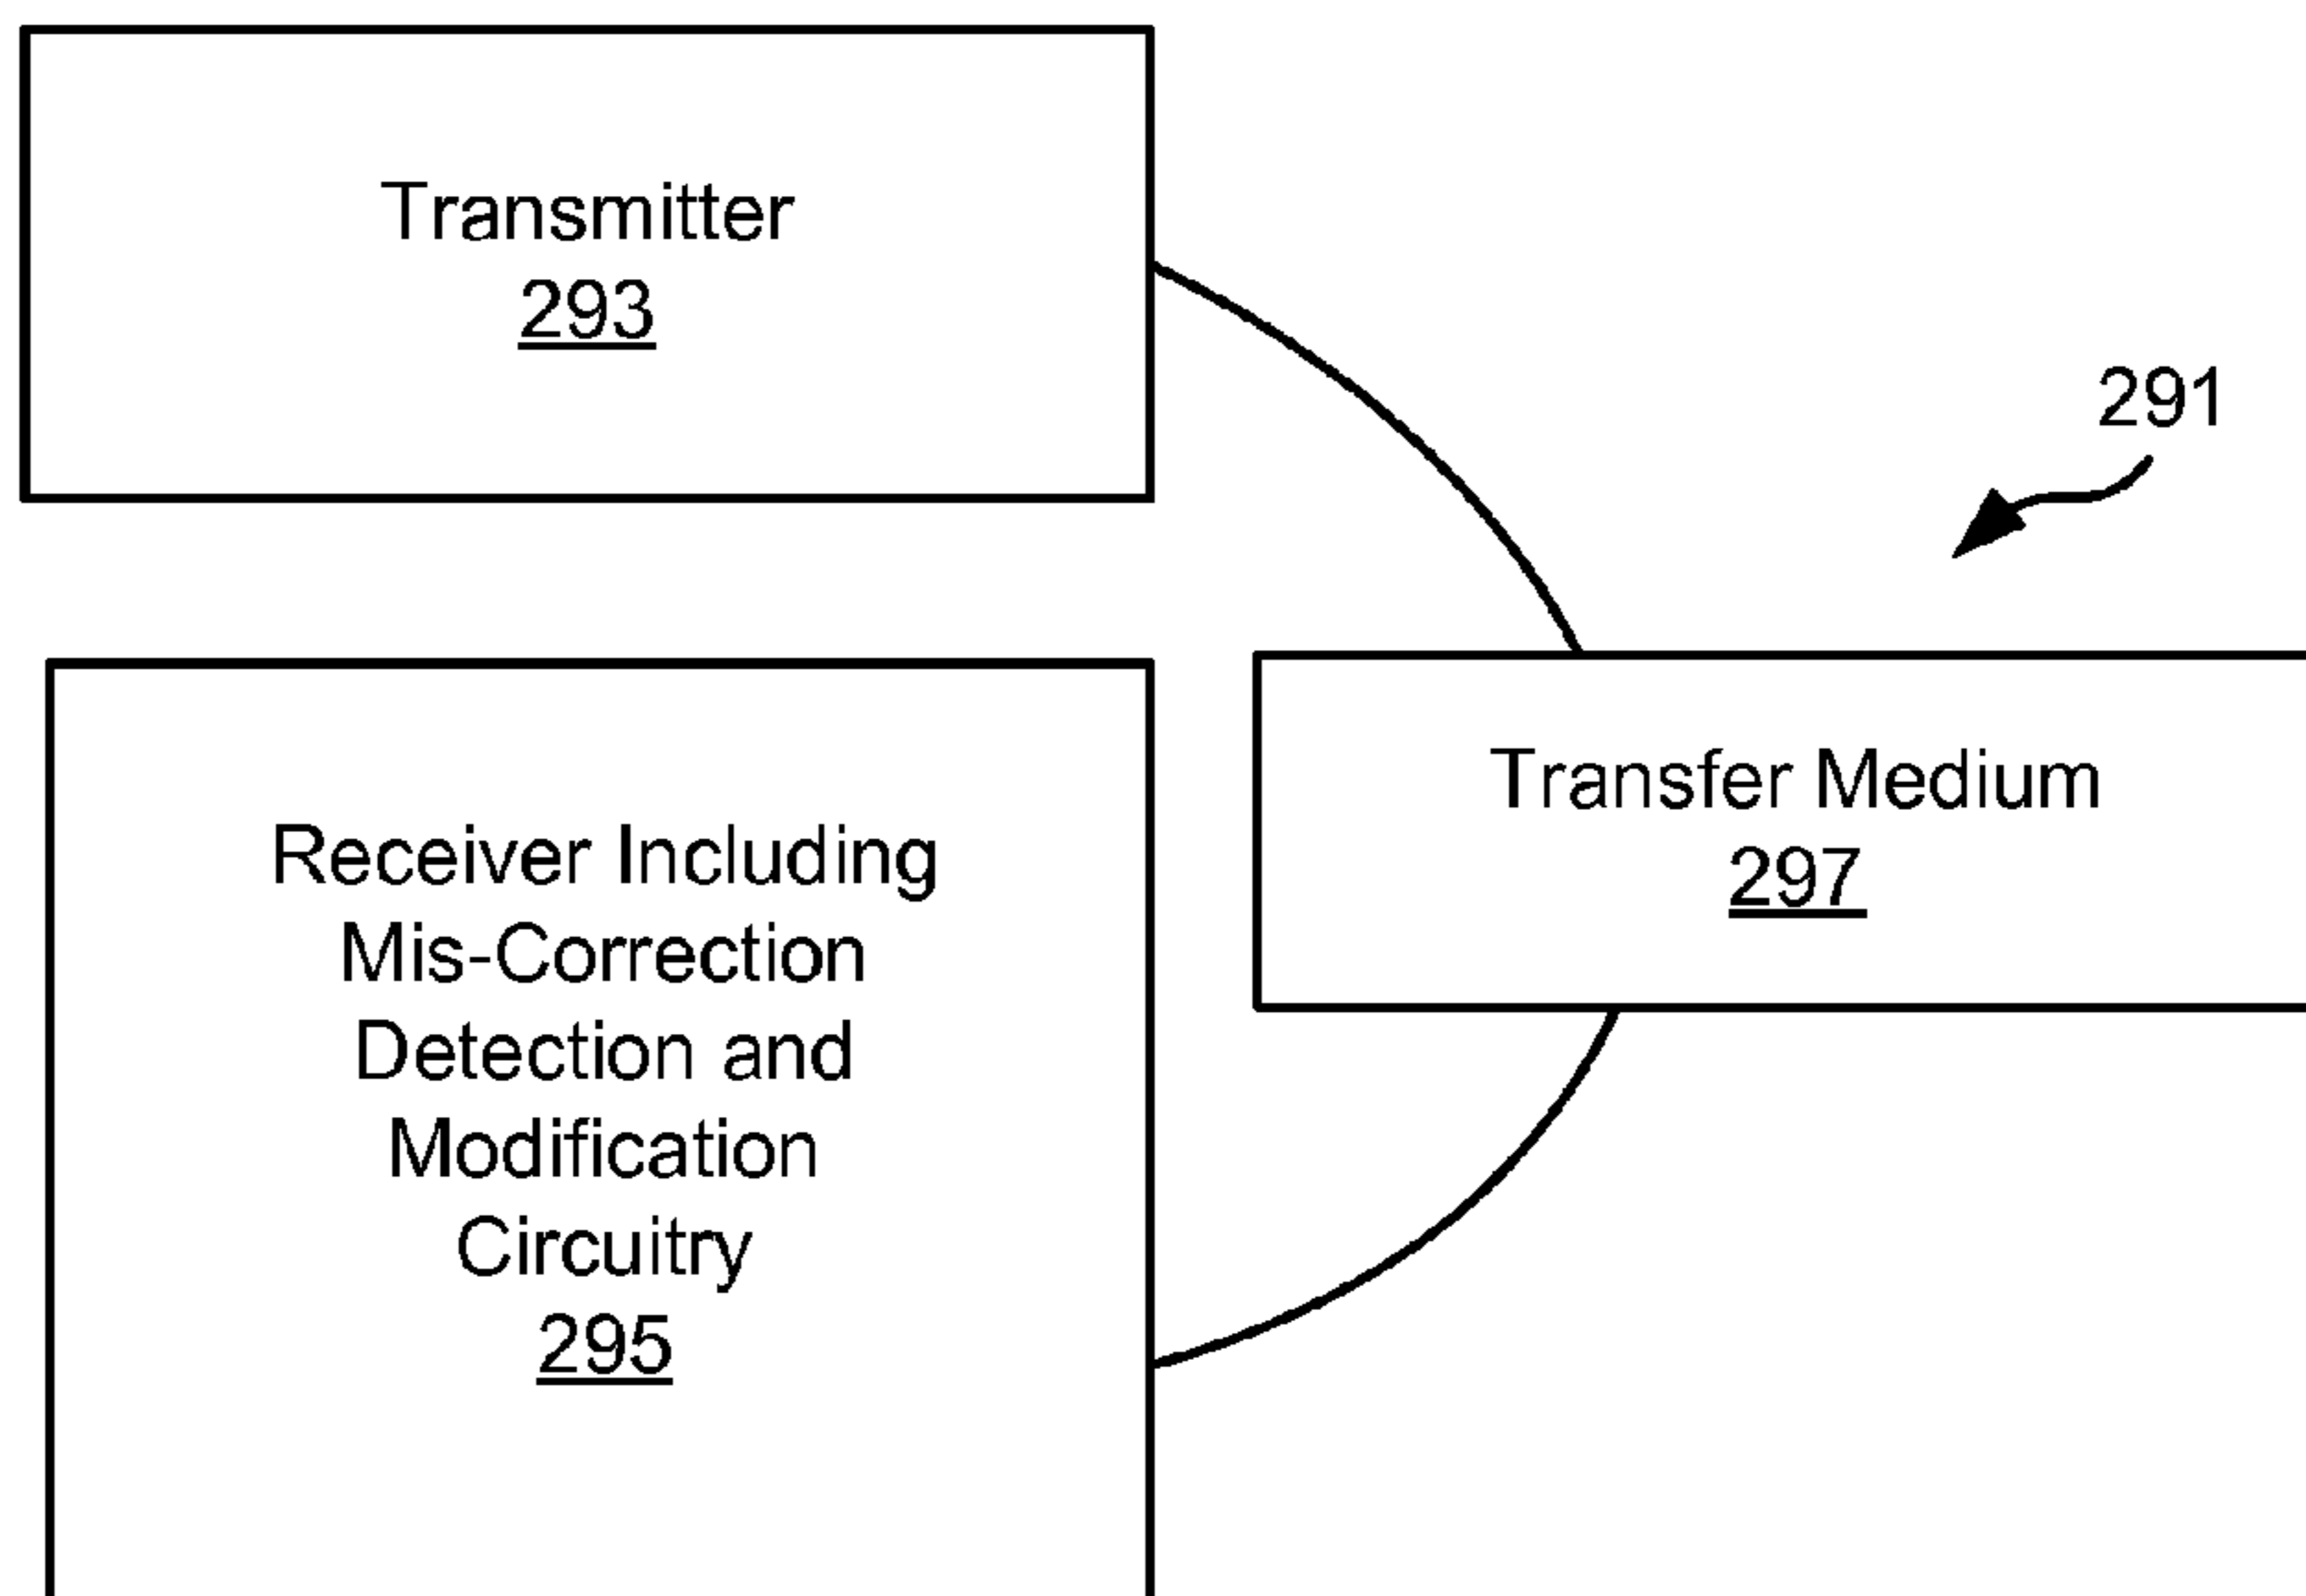 Transmitter
293
291
Transfer Medium
297
Receiver Including
Mis-Correction
Detection and
Modification
Circuitry
295